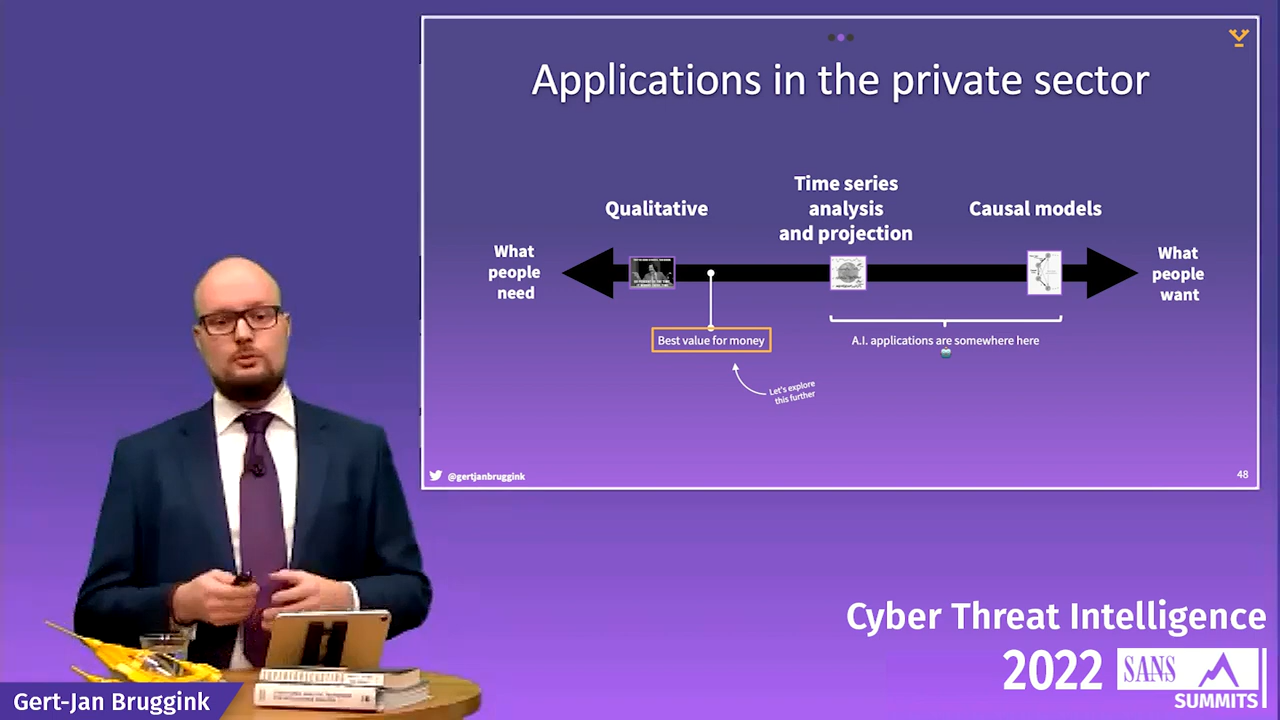 Applications in the private sector
Time series
analysis
and projection
Qualitative
Causal models
What
people
need
What
people
want
Best value for money
A.I. applications are somewhere here
Let's explore
this further
@gertjanbruggink
48
Cyber Threat Intelligence
2022
SANS
SUMMITS
Gert-Jan Bruggink